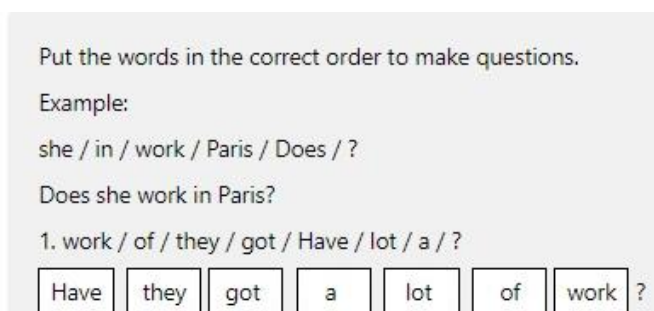 Put the words in the correct order to make questions.
Example:
she / in / work / Paris / Does / ?
Does she work in Paris?
1. work / of / they / got / Have / lot / a / ?
Have they got a lot of work ?